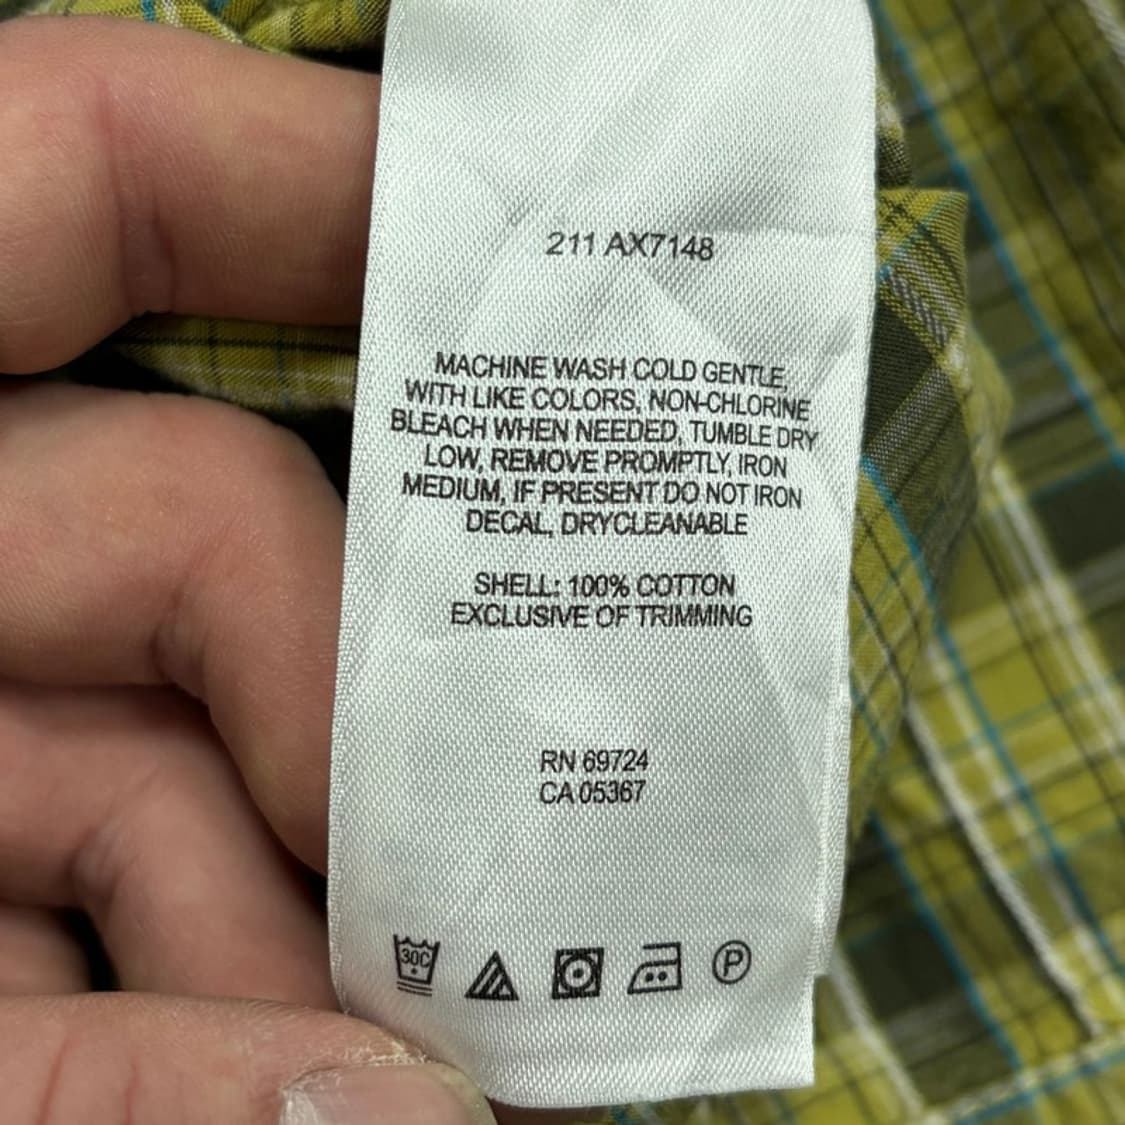 211 AX7148
MACHINE WASH COLD GENTLE,
WITH LIKE COLORS, NON-CHLORINE
BLEACH WHEN NEEDED, TUMBLE DRY
LOW, REMOVE PROMPTLY, IRON
MEDIUM, IF PRESENT DO NOT IRON
DECAL, DRYCLEANABLE
SHELL: 100% COTTON
EXCLUSIVE OF TRIMMING
RN 69724
CA 05367
30C P